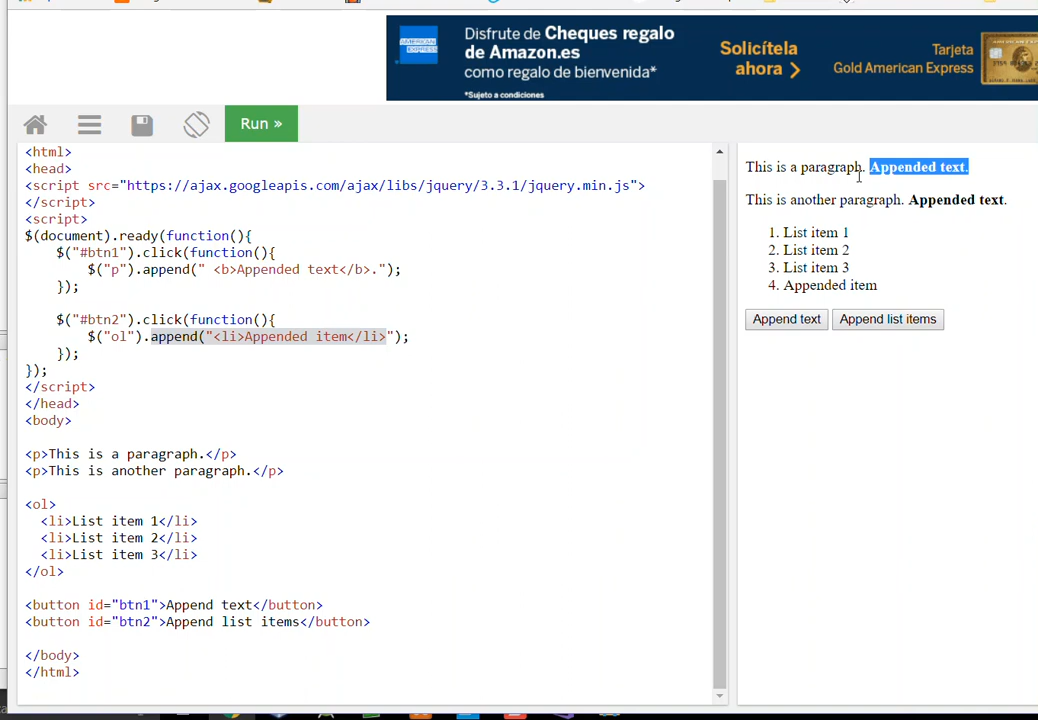 AMERICAN EXPRESS
Disfrute de Cheques regalo
de Amazon.es
como regalo de bienvenida*
*Sujeto a condiciones
Solicítela
ahora
Tarjeta
Gold American Express
Run »
<html>
<head>
<script src="https://ajax.googleapis.com/ajax/libs/jquery/3.3.1/jquery.min.js">
</script>
<script>
$(document).ready(function(){
    $("#btn1").click(function(){
        $("p").append(" <b>Appended text</b>.");
    });

    $("#btn2").click(function(){
        $("ol").append("<li>Appended item</li>");
    });
});
</script>
</head>
<body>

<p>This is a paragraph.</p>
<p>This is another paragraph.</p>

<ol>
  <li>List item 1</li>
  <li>List item 2</li>
  <li>List item 3</li>
</ol>

<button id="btn1">Append text</button>
<button id="btn2">Append list items</button>

</body>
</html>
This is a paragraph. Appended text.
This is another paragraph. Appended text.
1. List item 1
2. List item 2
3. List item 3
4. Appended item
Append text Append list items